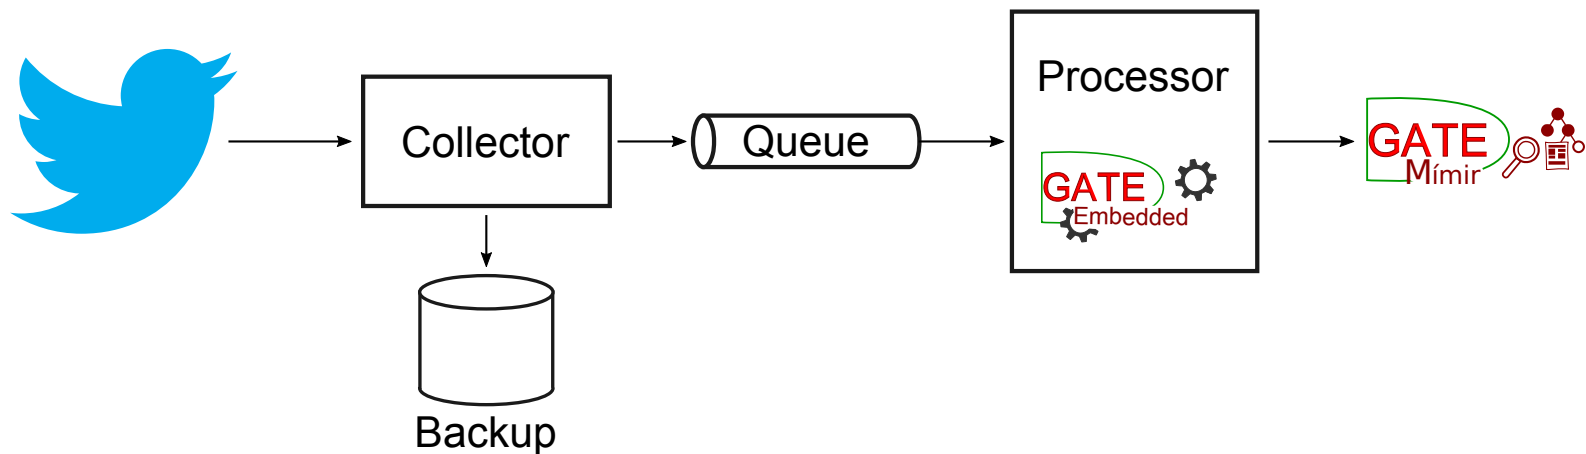 Collector
Queue
Processor
GATE
Embedded
GATE
Mímir
Backup